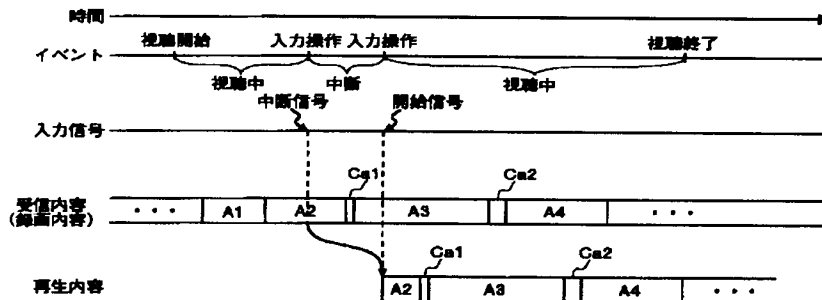 時間
視聴開始 入力操作 入力操作 視聴終了
イベント
視聴中 中断 視聴中
中断信号 開始信号
入力信号
Ca1 Ca2
受信内容
(録画内容)
・・・ A1 A2 A3 A4 ・・・
Ca1 Ca2
再生内容 A2 A3 A4 ・・・